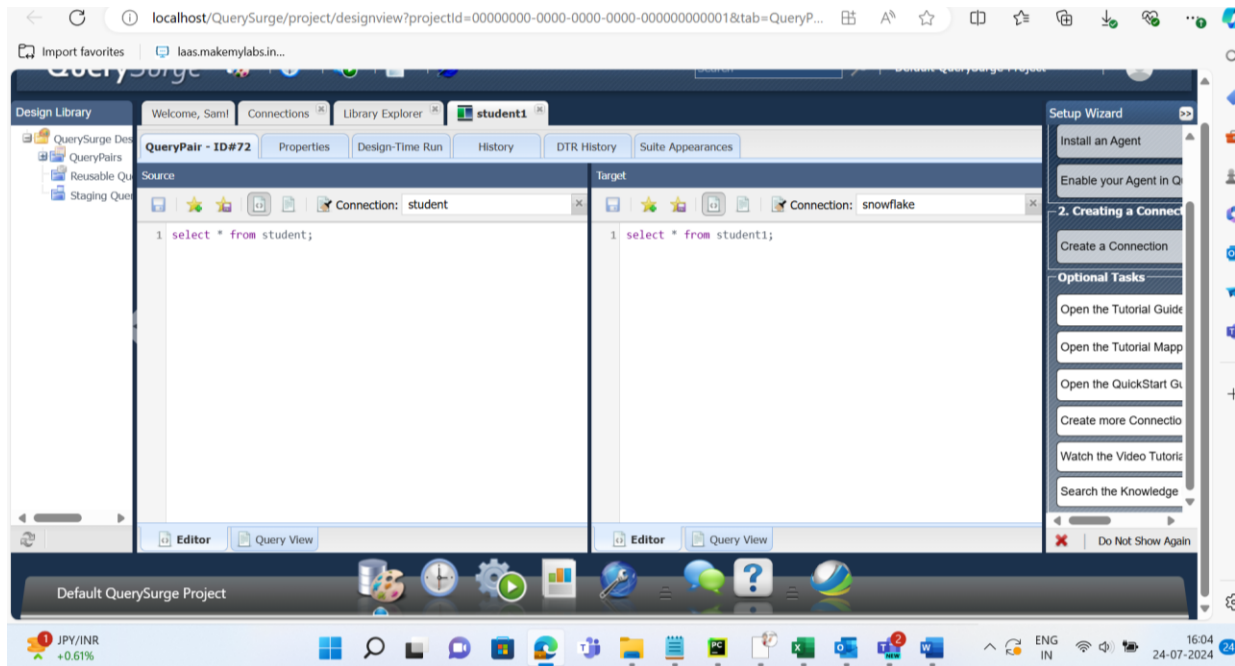 localhost/QuerySurge/project/designview?projectId=00000000-0000-0000-0000-000000000001&tab=QueryP...
Import favorites
laas.makemylabs.in...
QuerySurge
Search
Default QuerySurge Project
Design Library
Welcome, Sam!
Connections
Library Explorer
student1
Setup Wizard
QuerySurge Des
QueryPairs
Reusable Qu
Staging Quer
QueryPair - ID#72
Properties
Design-Time Run
History
DTR History
Suite Appearances
Source
Connection: student
1 select * from student;
Editor
Query View
Target
Connection: snowflake
1 select * from student1;
Editor
Query View
Install an Agent
Enable your Agent in Q
2. Creating a Connect
Create a Connection
Optional Tasks
Open the Tutorial Guide
Open the Tutorial Mapp
Open the QuickStart Gu
Create more Connectio
Watch the Video Tutoria
Search the Knowledge
Do Not Show Again
Default QuerySurge Project
JPY/INR
+0.61%
ENG
IN
16:04
24-07-2024